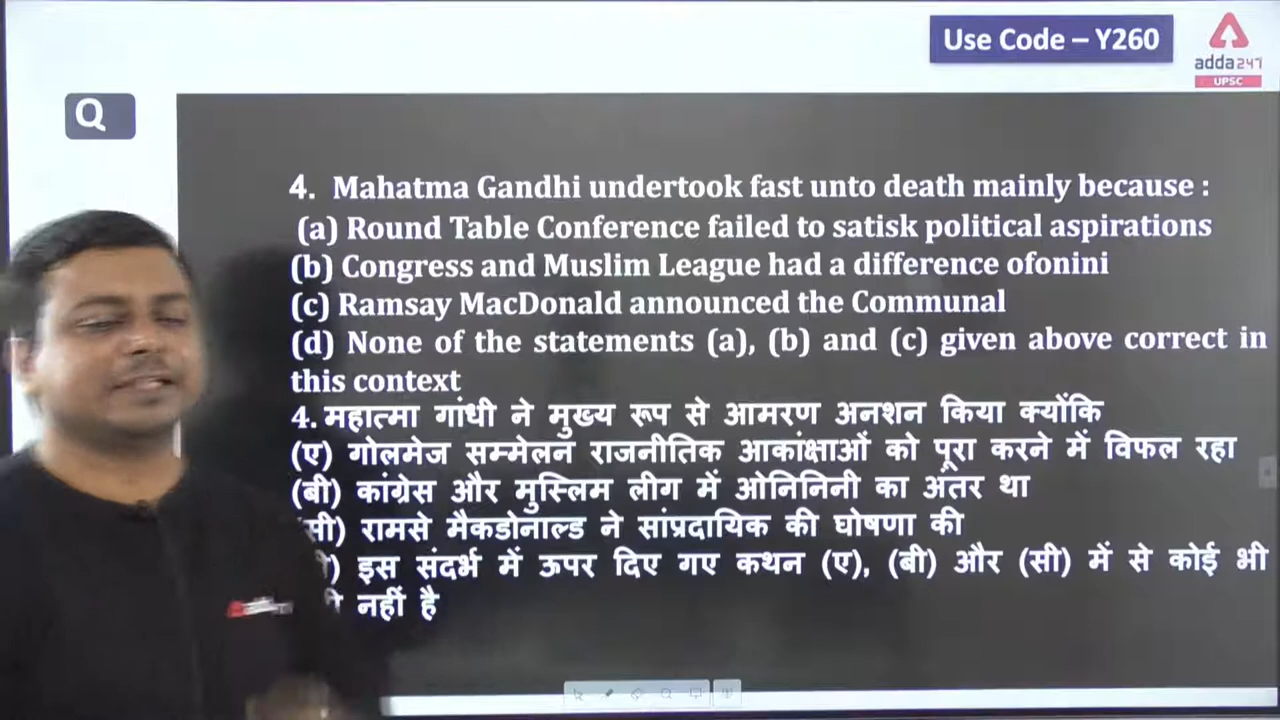 Use Code – Y260
adda247
UPSC
Q
4. Mahatma Gandhi undertook fast unto death mainly because :
(a) Round Table Conference failed to satisk political aspirations
(b) Congress and Muslim League had a difference ofonini
(c) Ramsay MacDonald announced the Communal
(d) None of the statements (a), (b) and (c) given above correct in
this context
4. महात्मा गांधी ने मुख्य रूप से आमरण अनशन किया क्योंकि
(ए) गोलमेज सम्मेलन राजनीतिक आकांक्षाओं को पूरा करने में विफल रहा
(बी) कांग्रेस और मुस्लिम लीग में ओनिनिनी का अंतर था
सी) रामसे मैकडोनाल्ड ने सांप्रदायिक की घोषणा की
) इस संदर्भ में ऊपर दिए गए कथन (ए), (बी) और (सी) में से कोई भी
नहीं है